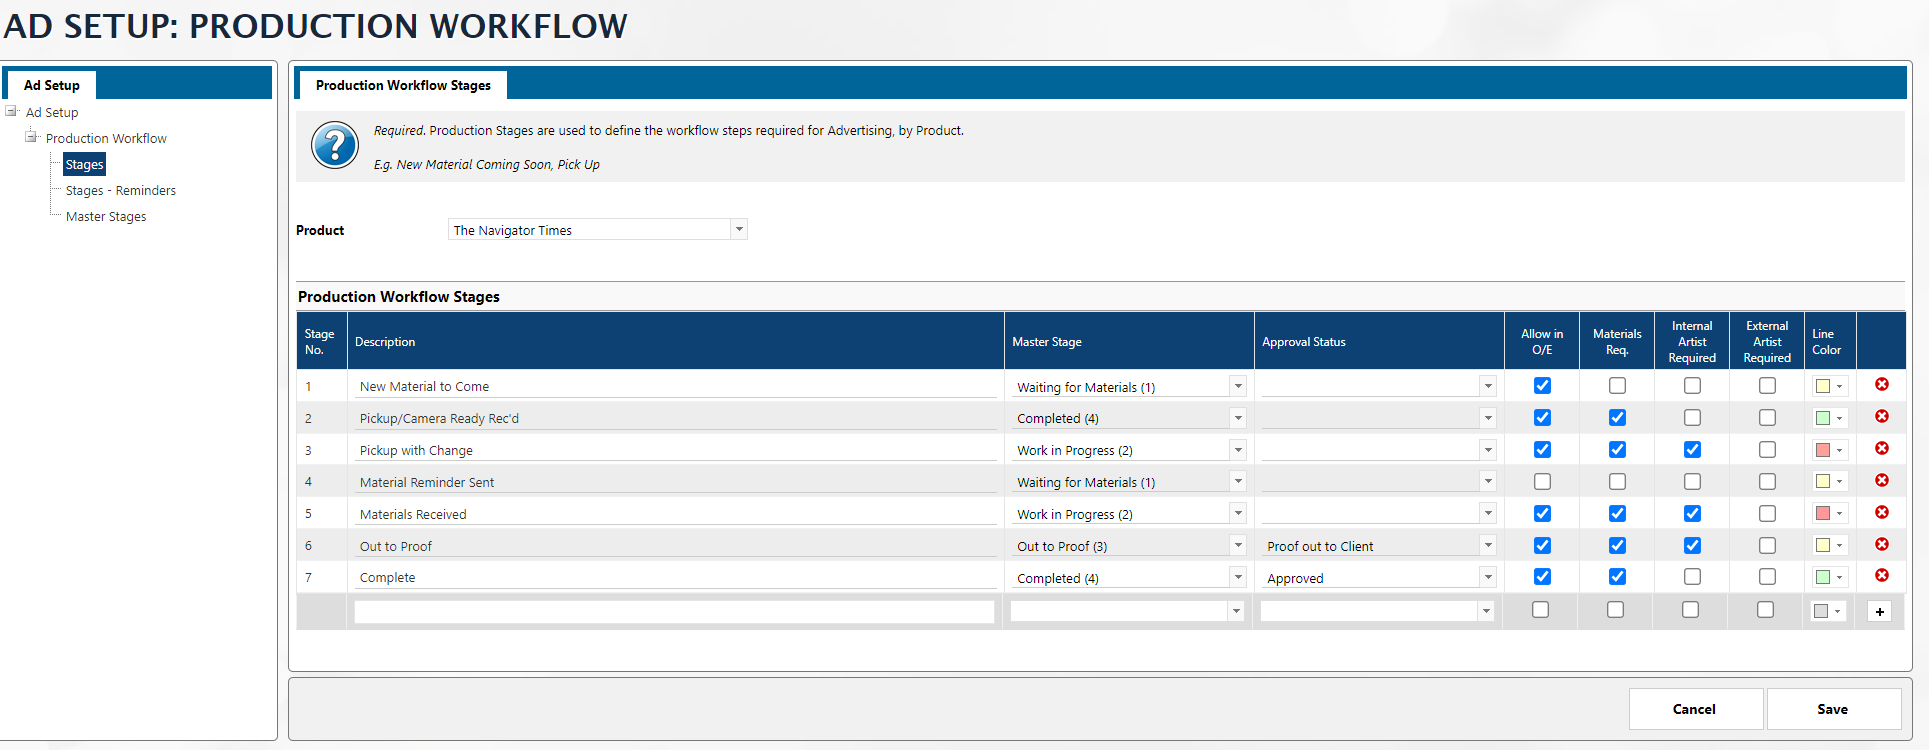 AD SETUP: PRODUCTION WORKFLOW
Ad Setup
Ad Setup
Production Workflow
Stages
Stages - Reminders
Master Stages
Production Workflow Stages
Required. Production Stages are used to define the workflow steps required for Advertising, by Product.
E.g. New Material Coming Soon, Pick Up
Product The Navigator Times
Production Workflow Stages
Stage No. Description Master Stage Approval Status Allow in O/E Materials Req. Internal Artist Required External Artist Required Line Color
1 New Material to Come Waiting for Materials (1)
2 Pickup/Camera Ready Rec'd Completed (4)
3 Pickup with Change Work in Progress (2)
4 Material Reminder Sent Waiting for Materials (1)
5 Materials Received Work in Progress (2)
6 Out to Proof Out to Proof (3) Proof out to Client
7 Complete Completed (4) Approved
Cancel Save